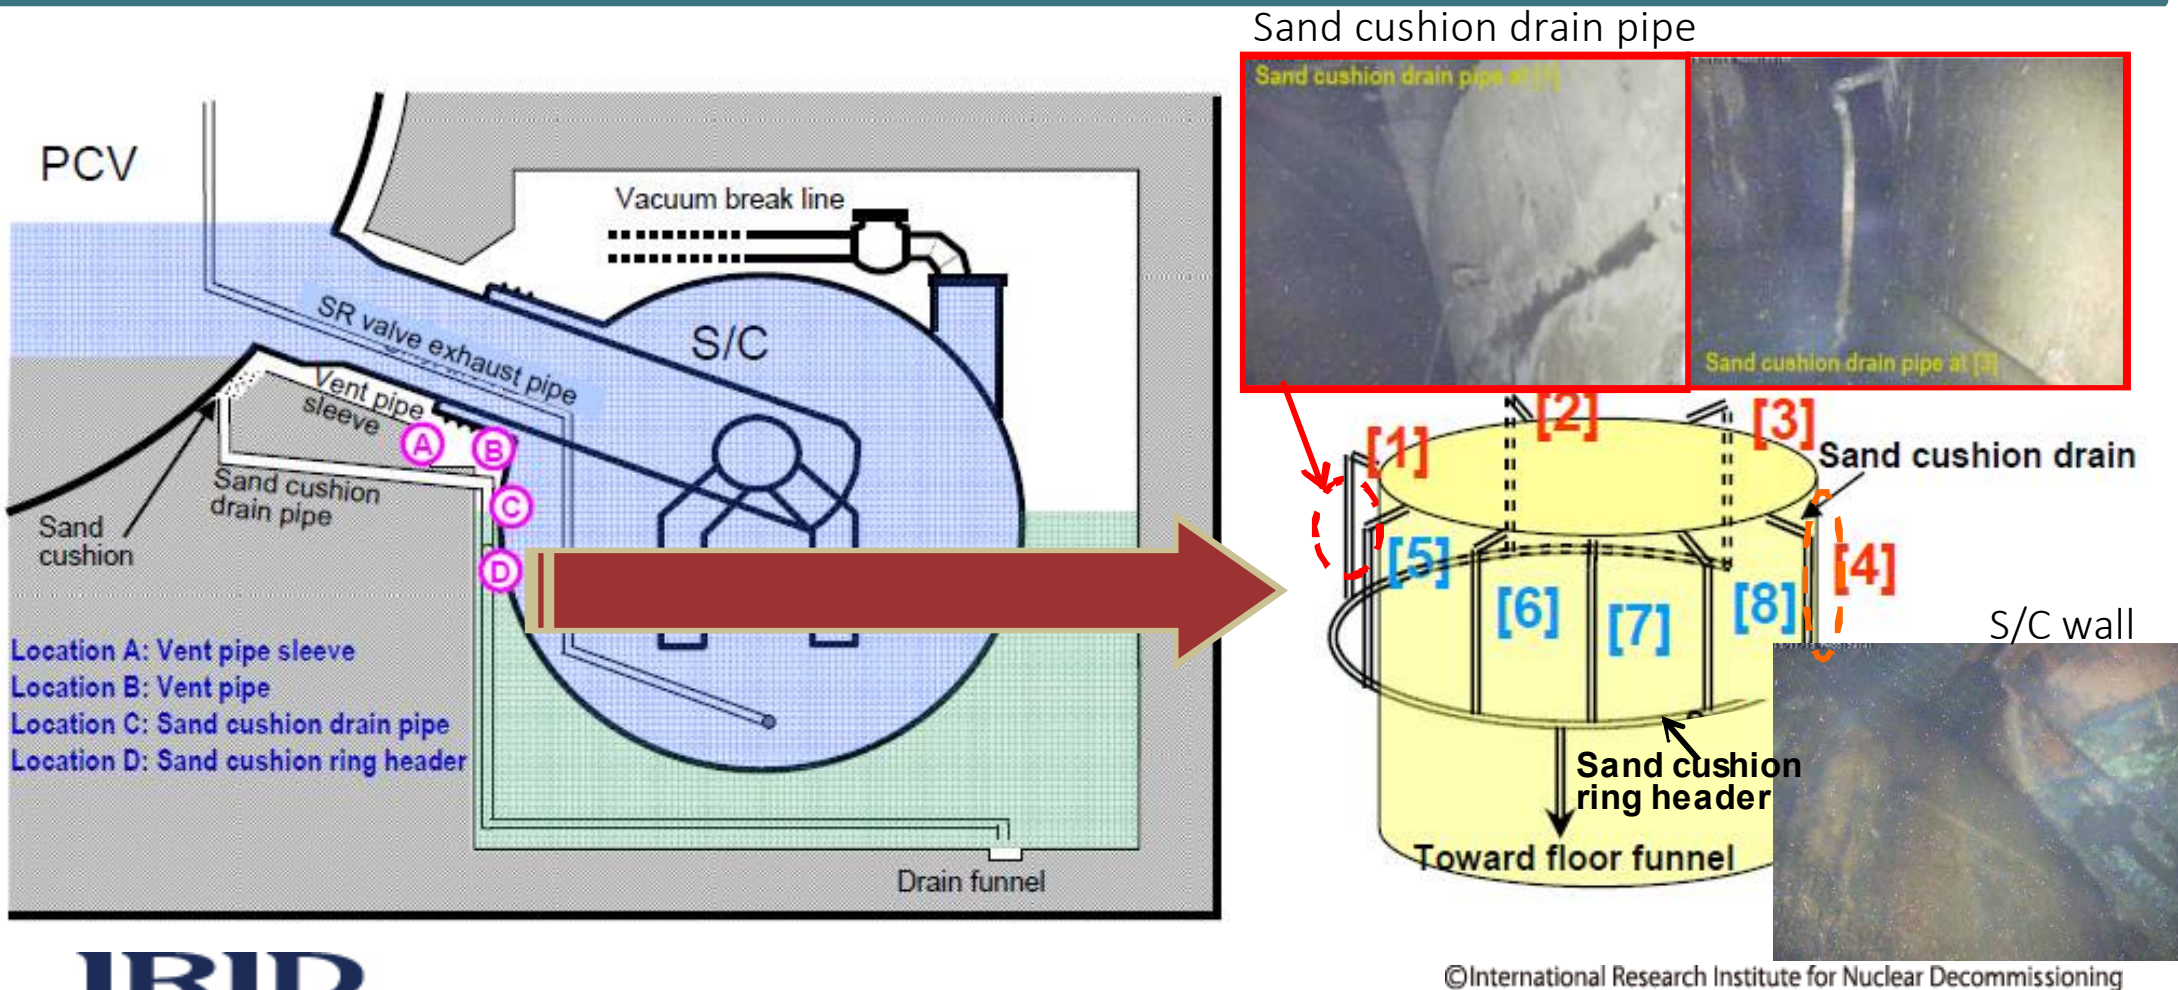 Sand cushion drain pipe
Sand cushion drain pipe at [1]
Sand cushion drain pipe at [3]
PCV
Vacuum break line
SR valve exhaust pipe
S/C
Vent pipe
sleeve
A
B
C
D
Sand cushion
drain pipe
Sand
cushion
Location A: Vent pipe sleeve
Location B: Vent pipe
Location C: Sand cushion drain pipe
Location D: Sand cushion ring header
Drain funnel
[1]
[2]
[3]
Sand cushion drain
[4]
[5]
[6]
[7]
[8]
S/C wall
Sand cushion
ring header
Toward floor funnel
IRID
©International Research Institute for Nuclear Decommissioning